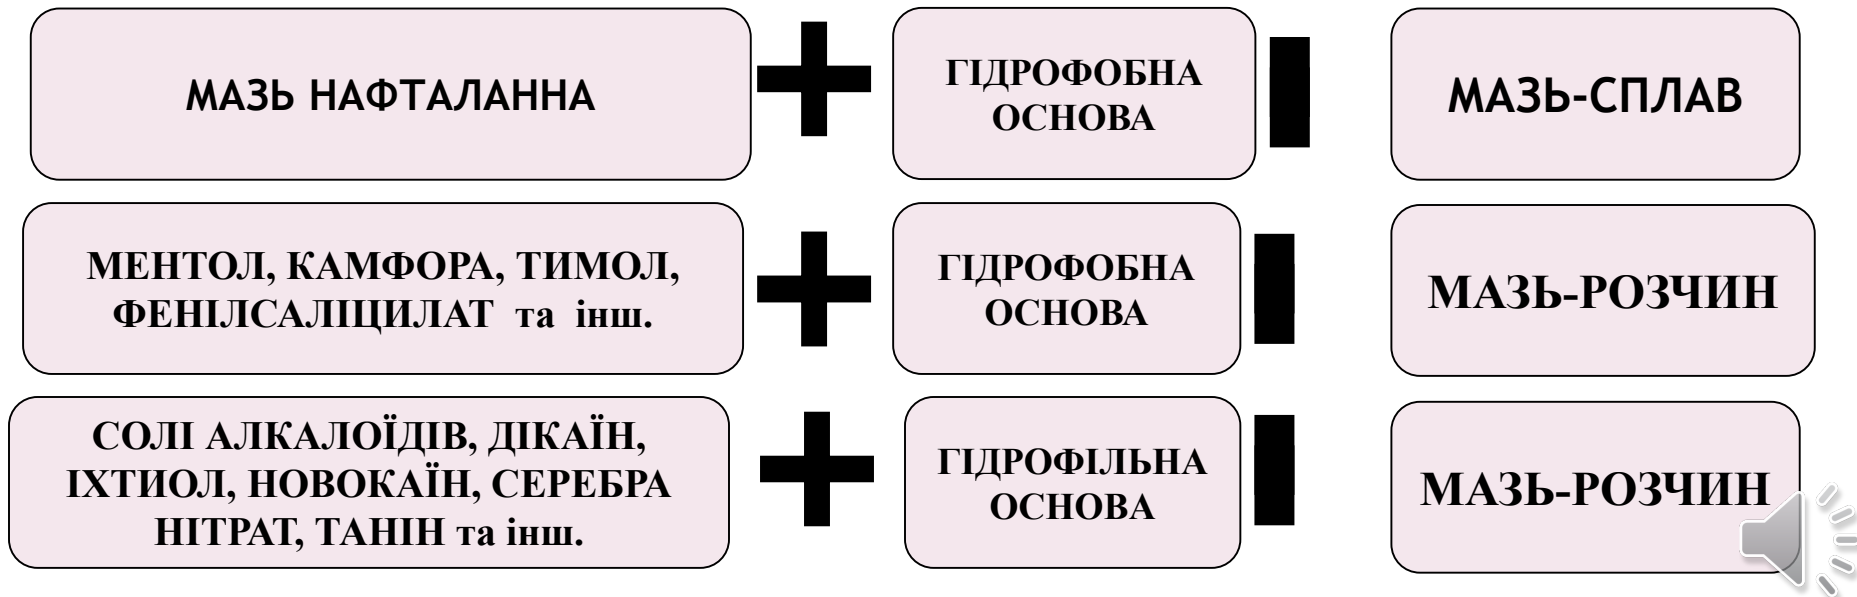 МАЗЬ НАФТАЛАННА
ГІДРОФОБНА
ОСНОВА
МАЗЬ-СПЛАВ
МЕНТОЛ, КАМФОРА, ТИМОЛ,
ФЕНІЛСАЛІЦИЛАТ та інш.
ГІДРОФОБНА
ОСНОВА
МАЗЬ-РОЗЧИН
СОЛІ АЛКАЛОЇДІВ, ДІКАЇН,
ІХТИОЛ, НОВОКАЇН, СЕРЕБРА
НІТРАТ, ТАНІН та інш.
ГІДРОФІЛЬНА
ОСНОВА
МАЗЬ-РОЗЧИН